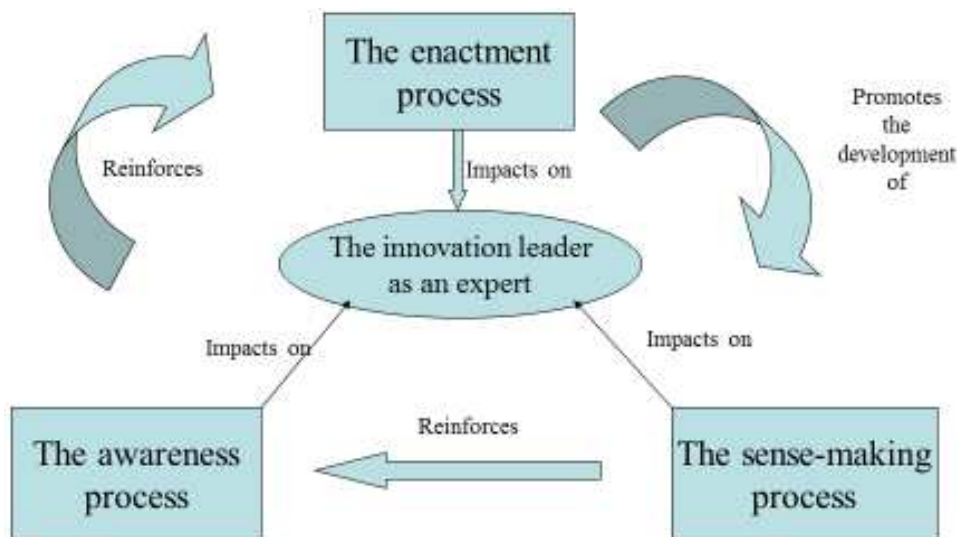 The enactment
process
Promotes
the
development
of
Reinforces
Impacts on
The innovation leader
as an expert
Impacts on
Impacts on
Reinforces
The awareness
process
The sense-making
process